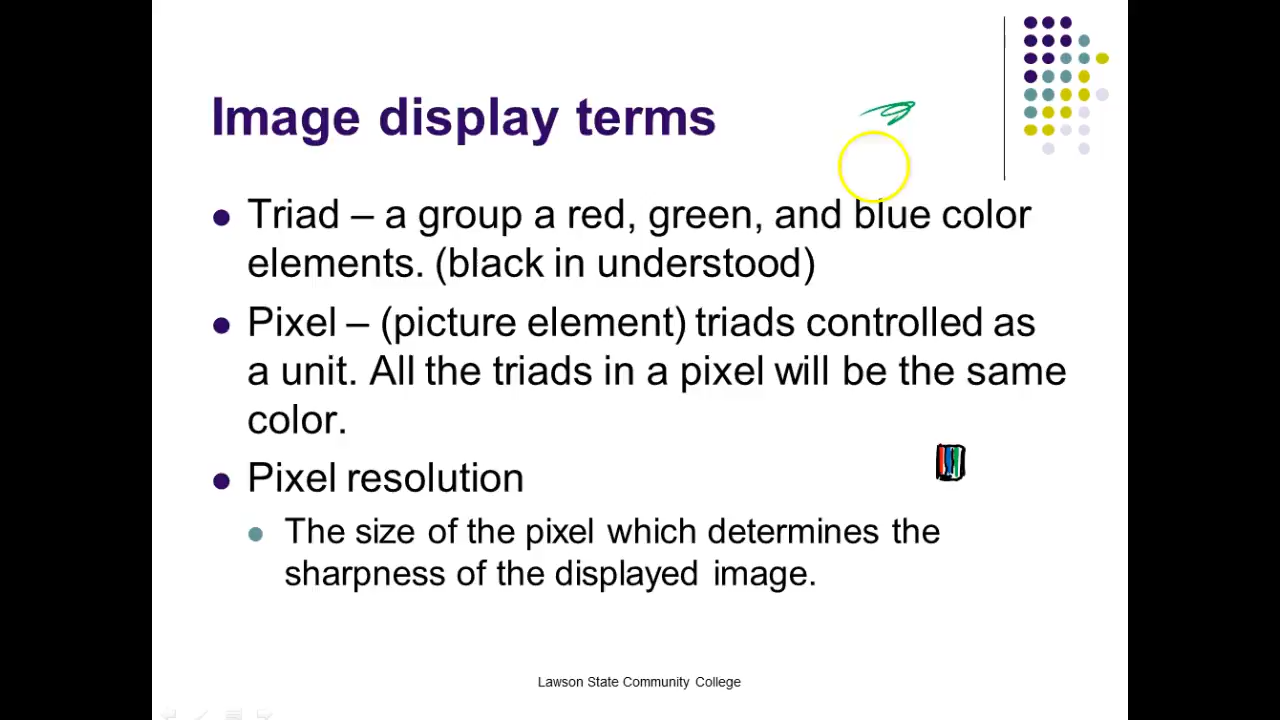 Image display terms
Triad – a group a red, green, and blue color
elements. (black in understood)
Pixel – (picture element) triads controlled as
a unit. All the triads in a pixel will be the same
color.
Pixel resolution
The size of the pixel which determines the
sharpness of the displayed image.
Lawson State Community College